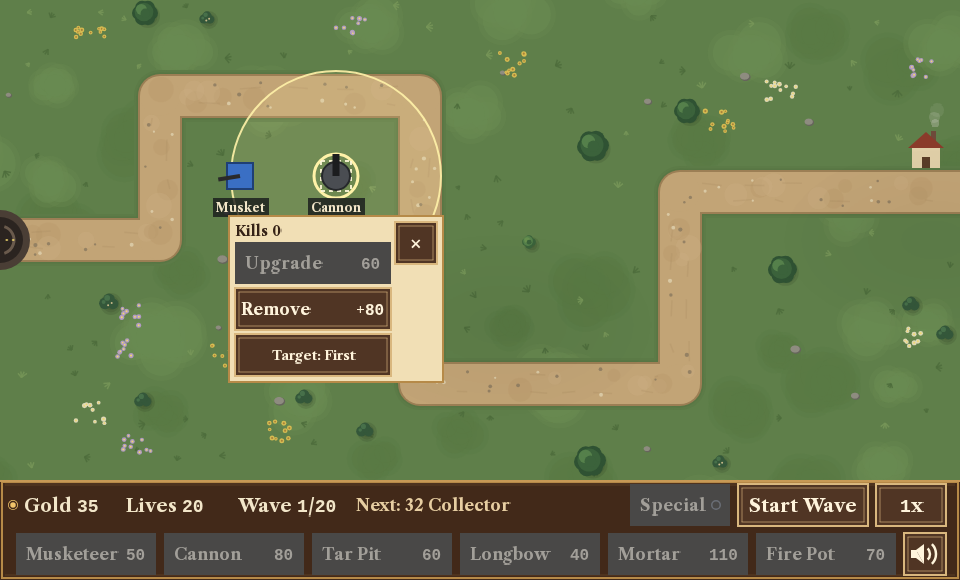 Musket
Cannon
Kills 0
×
Upgrade 60
Remove +80
Target: First
Gold 35 Lives 20 Wave 1/20 Next: 32 Collector
Special
Start Wave
1x
Musketeer 50
Cannon 80
Tar Pit 60
Longbow 40
Mortar 110
Fire Pot 70